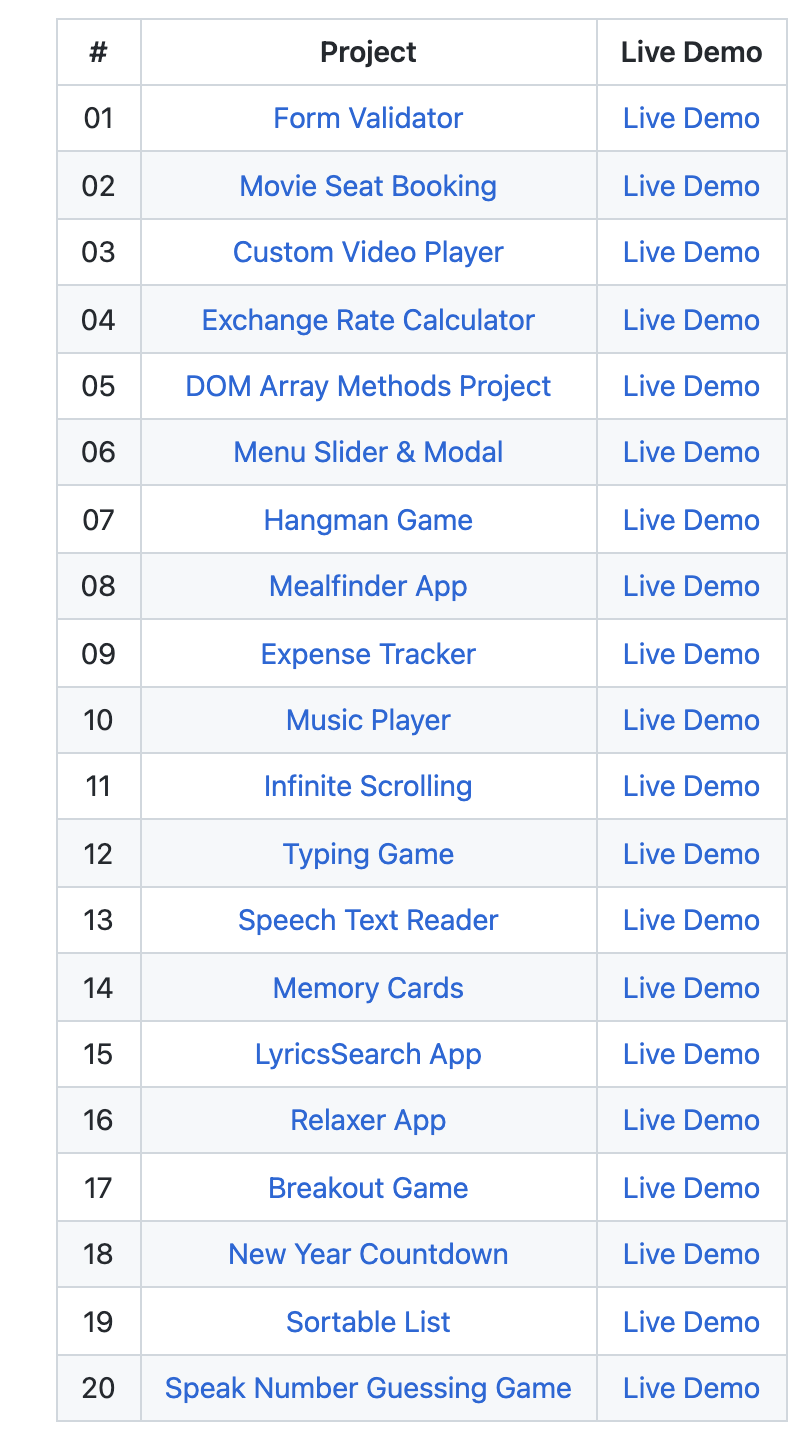 # Project Live Demo
01 Form Validator Live Demo
02 Movie Seat Booking Live Demo
03 Custom Video Player Live Demo
04 Exchange Rate Calculator Live Demo
05 DOM Array Methods Project Live Demo
06 Menu Slider & Modal Live Demo
07 Hangman Game Live Demo
08 Mealfinder App Live Demo
09 Expense Tracker Live Demo
10 Music Player Live Demo
11 Infinite Scrolling Live Demo
12 Typing Game Live Demo
13 Speech Text Reader Live Demo
14 Memory Cards Live Demo
15 LyricsSearch App Live Demo
16 Relaxer App Live Demo
17 Breakout Game Live Demo
18 New Year Countdown Live Demo
19 Sortable List Live Demo
20 Speak Number Guessing Game Live Demo